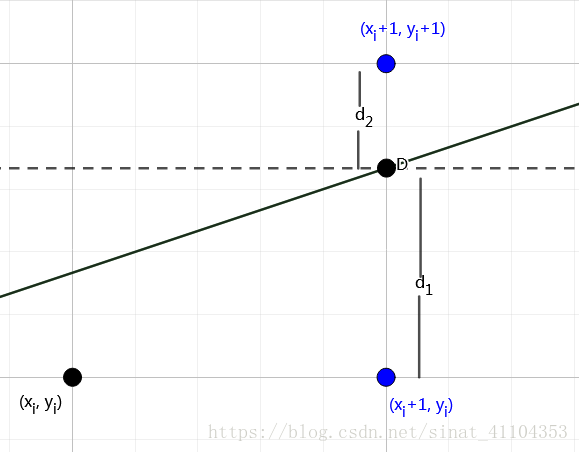 (xᵢ+1, yᵢ+1)
d₂
D
d₁
(xᵢ, yᵢ)
(xᵢ+1, yᵢ)
https://blog.csdn.net/sinat_41104353